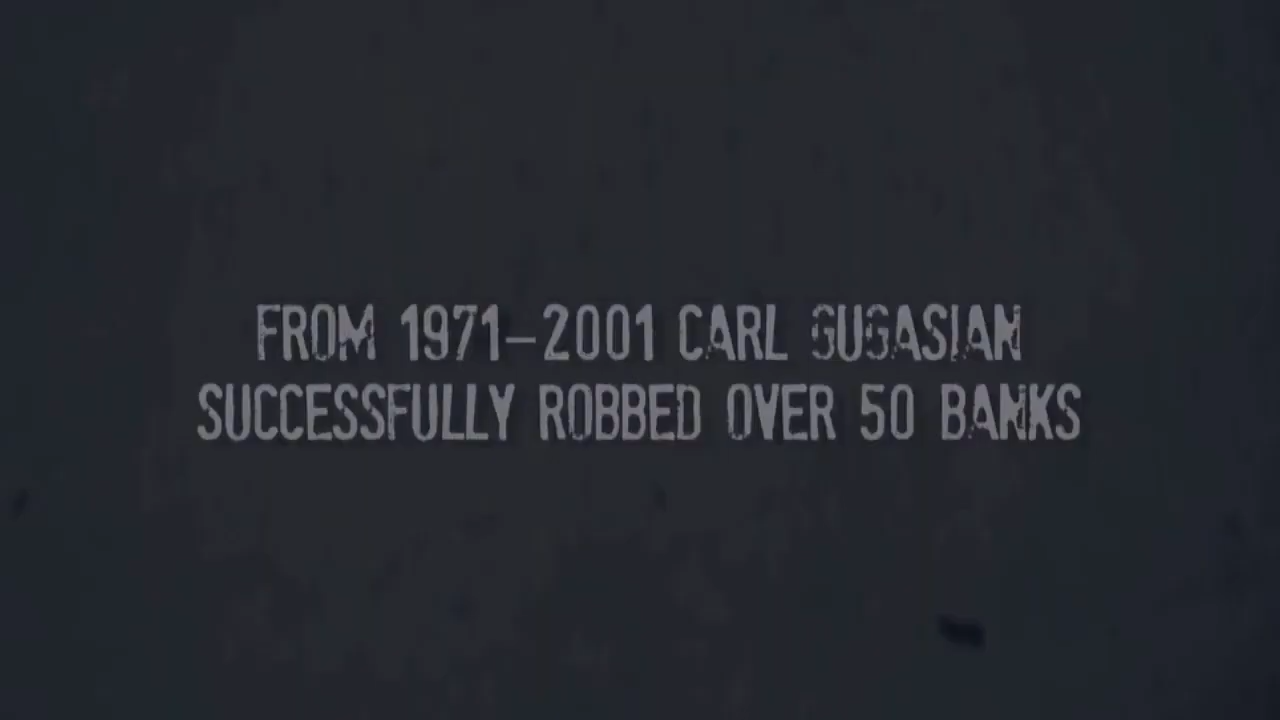 FROM 1971–2001 CARL GUGASIAN
SUCCESSFULLY ROBBED OVER 50 BANKS